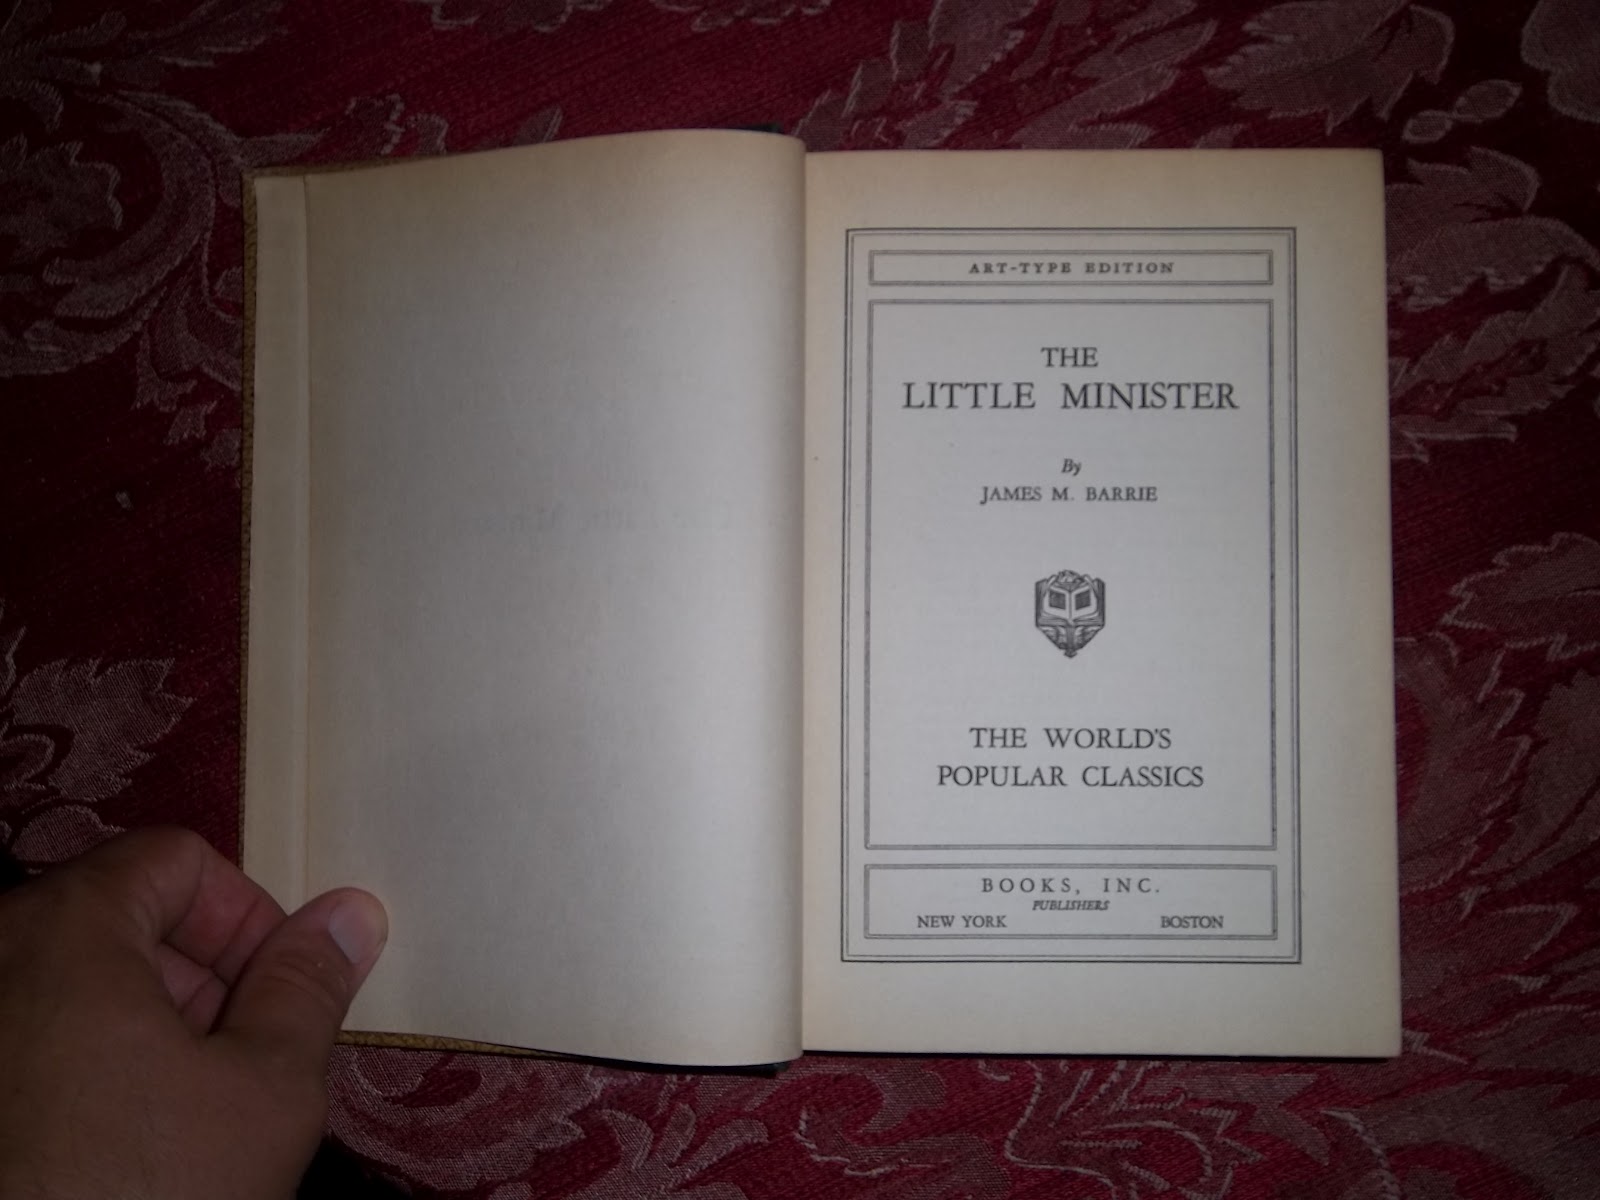 ART-TYPE EDITION
THE
LITTLE MINISTER
By
JAMES M. BARRIE
THE WORLD'S
POPULAR CLASSICS
BOOKS, INC.
PUBLISHERS
NEW YORK BOSTON